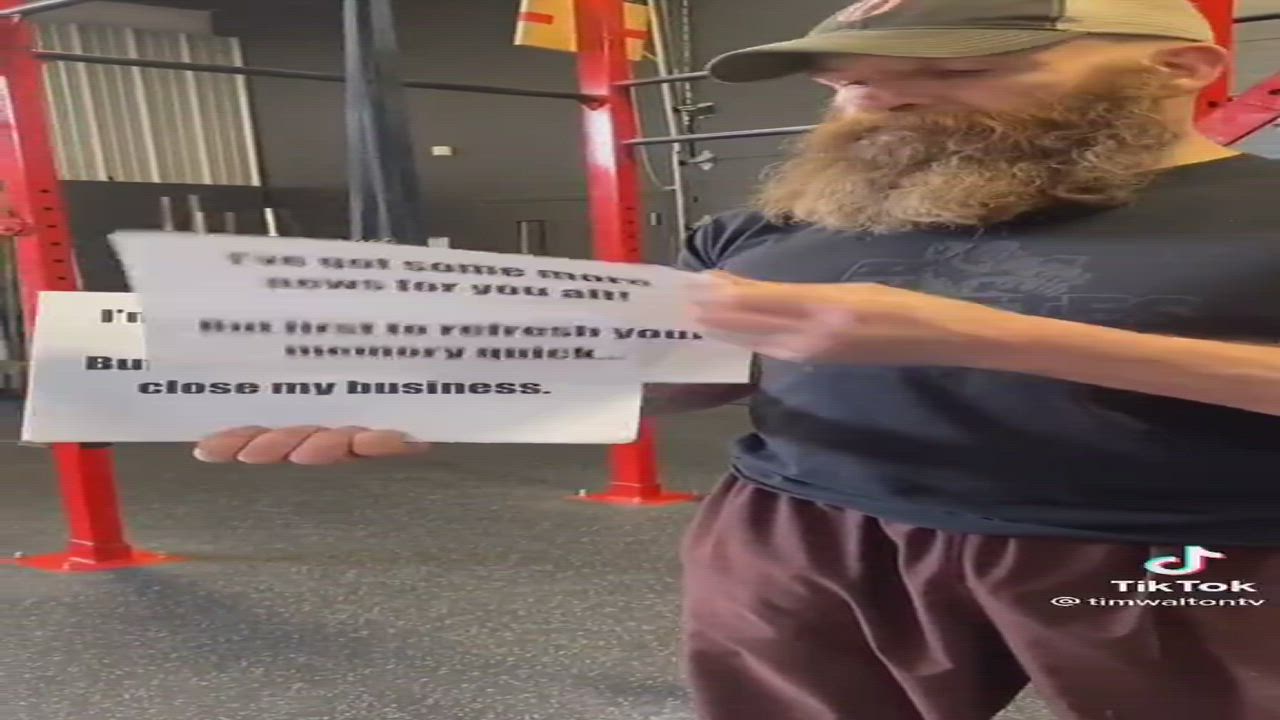 I've got some more
news for you all!
But first to refresh your
memory quick...
I'm
Bu
close my business.
TikTok
@timwaltontv